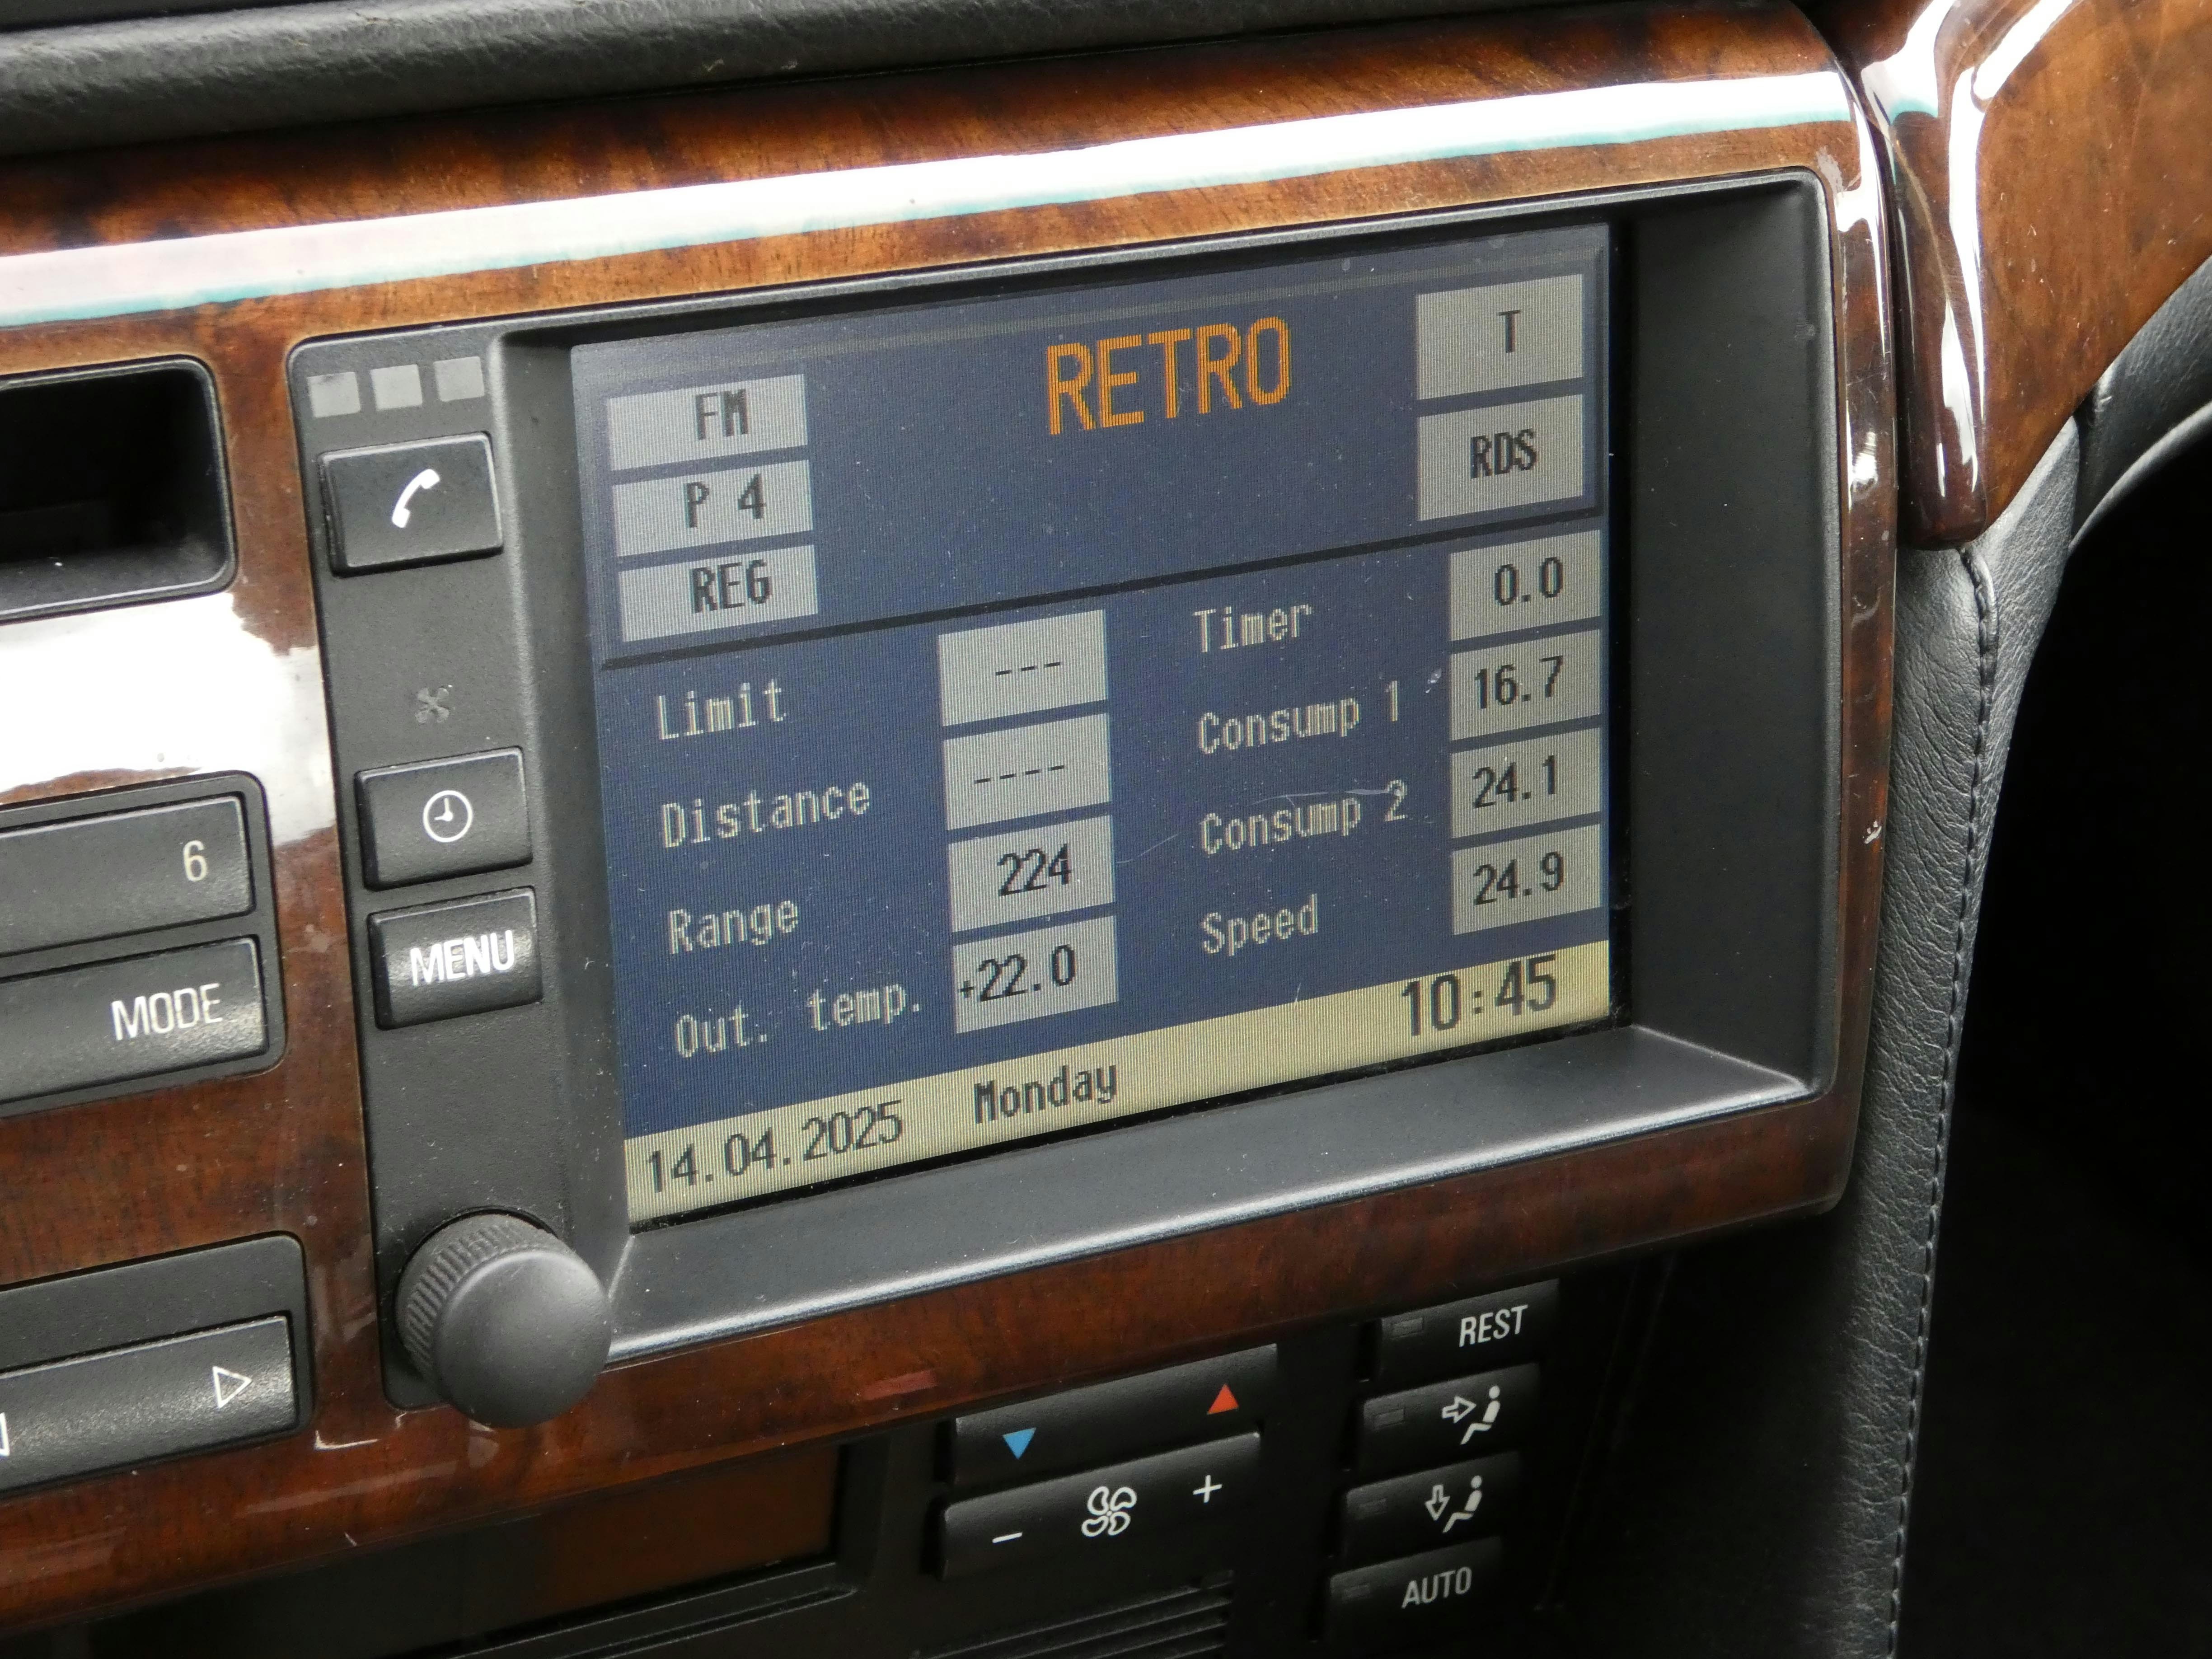 RETRO
T
FM
RDS
P 4
REG
Limit ---
Timer 0.0
Distance ----
Consump 1 16.7
Range 224
Consump 2 24.1
Out. temp. +22.0
Speed 24.9
14.04.2025 Monday 10:45
6
MENU
MODE
REST
- +
AUTO